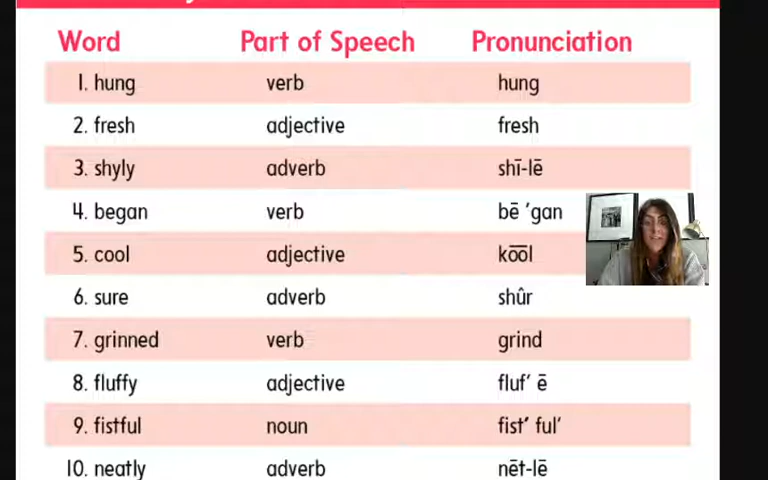 Word Part of Speech Pronunciation
1. hung verb hung
2. fresh adjective fresh
3. shyly adverb shī-lē
4. began verb bē ′gan
5. cool adjective ko͞ol
6. sure adverb shûr
7. grinned verb grind
8. fluffy adjective fluf′ ē
9. fistful noun fist′ ful′
10. neatly adverb nēt-lē